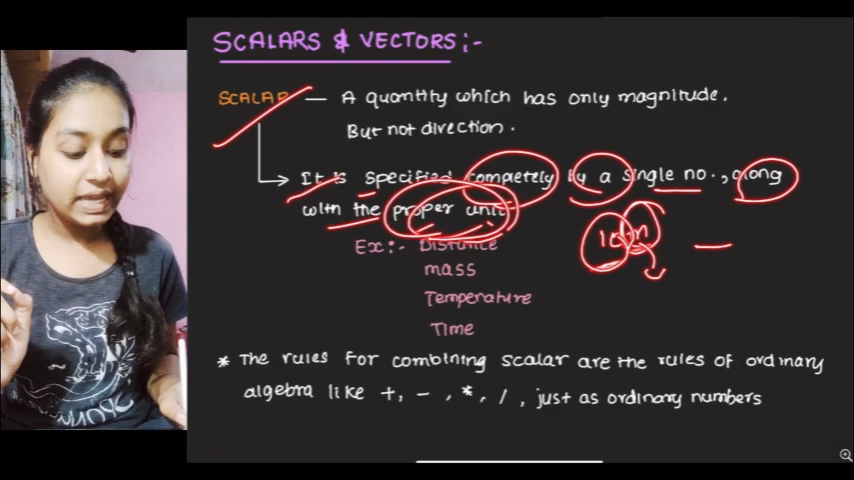 SCALARS & VECTORS:-
SCALAR — A quantity which has only magnitude.
But not direction.
→ It is specified completely by a single no., along
with the proper unit
Ex:- Distance
mass
Temperature
Time
* The rules for combining scalar are the rules of ordinary
algebra like +, -, *, /, just as ordinary numbers